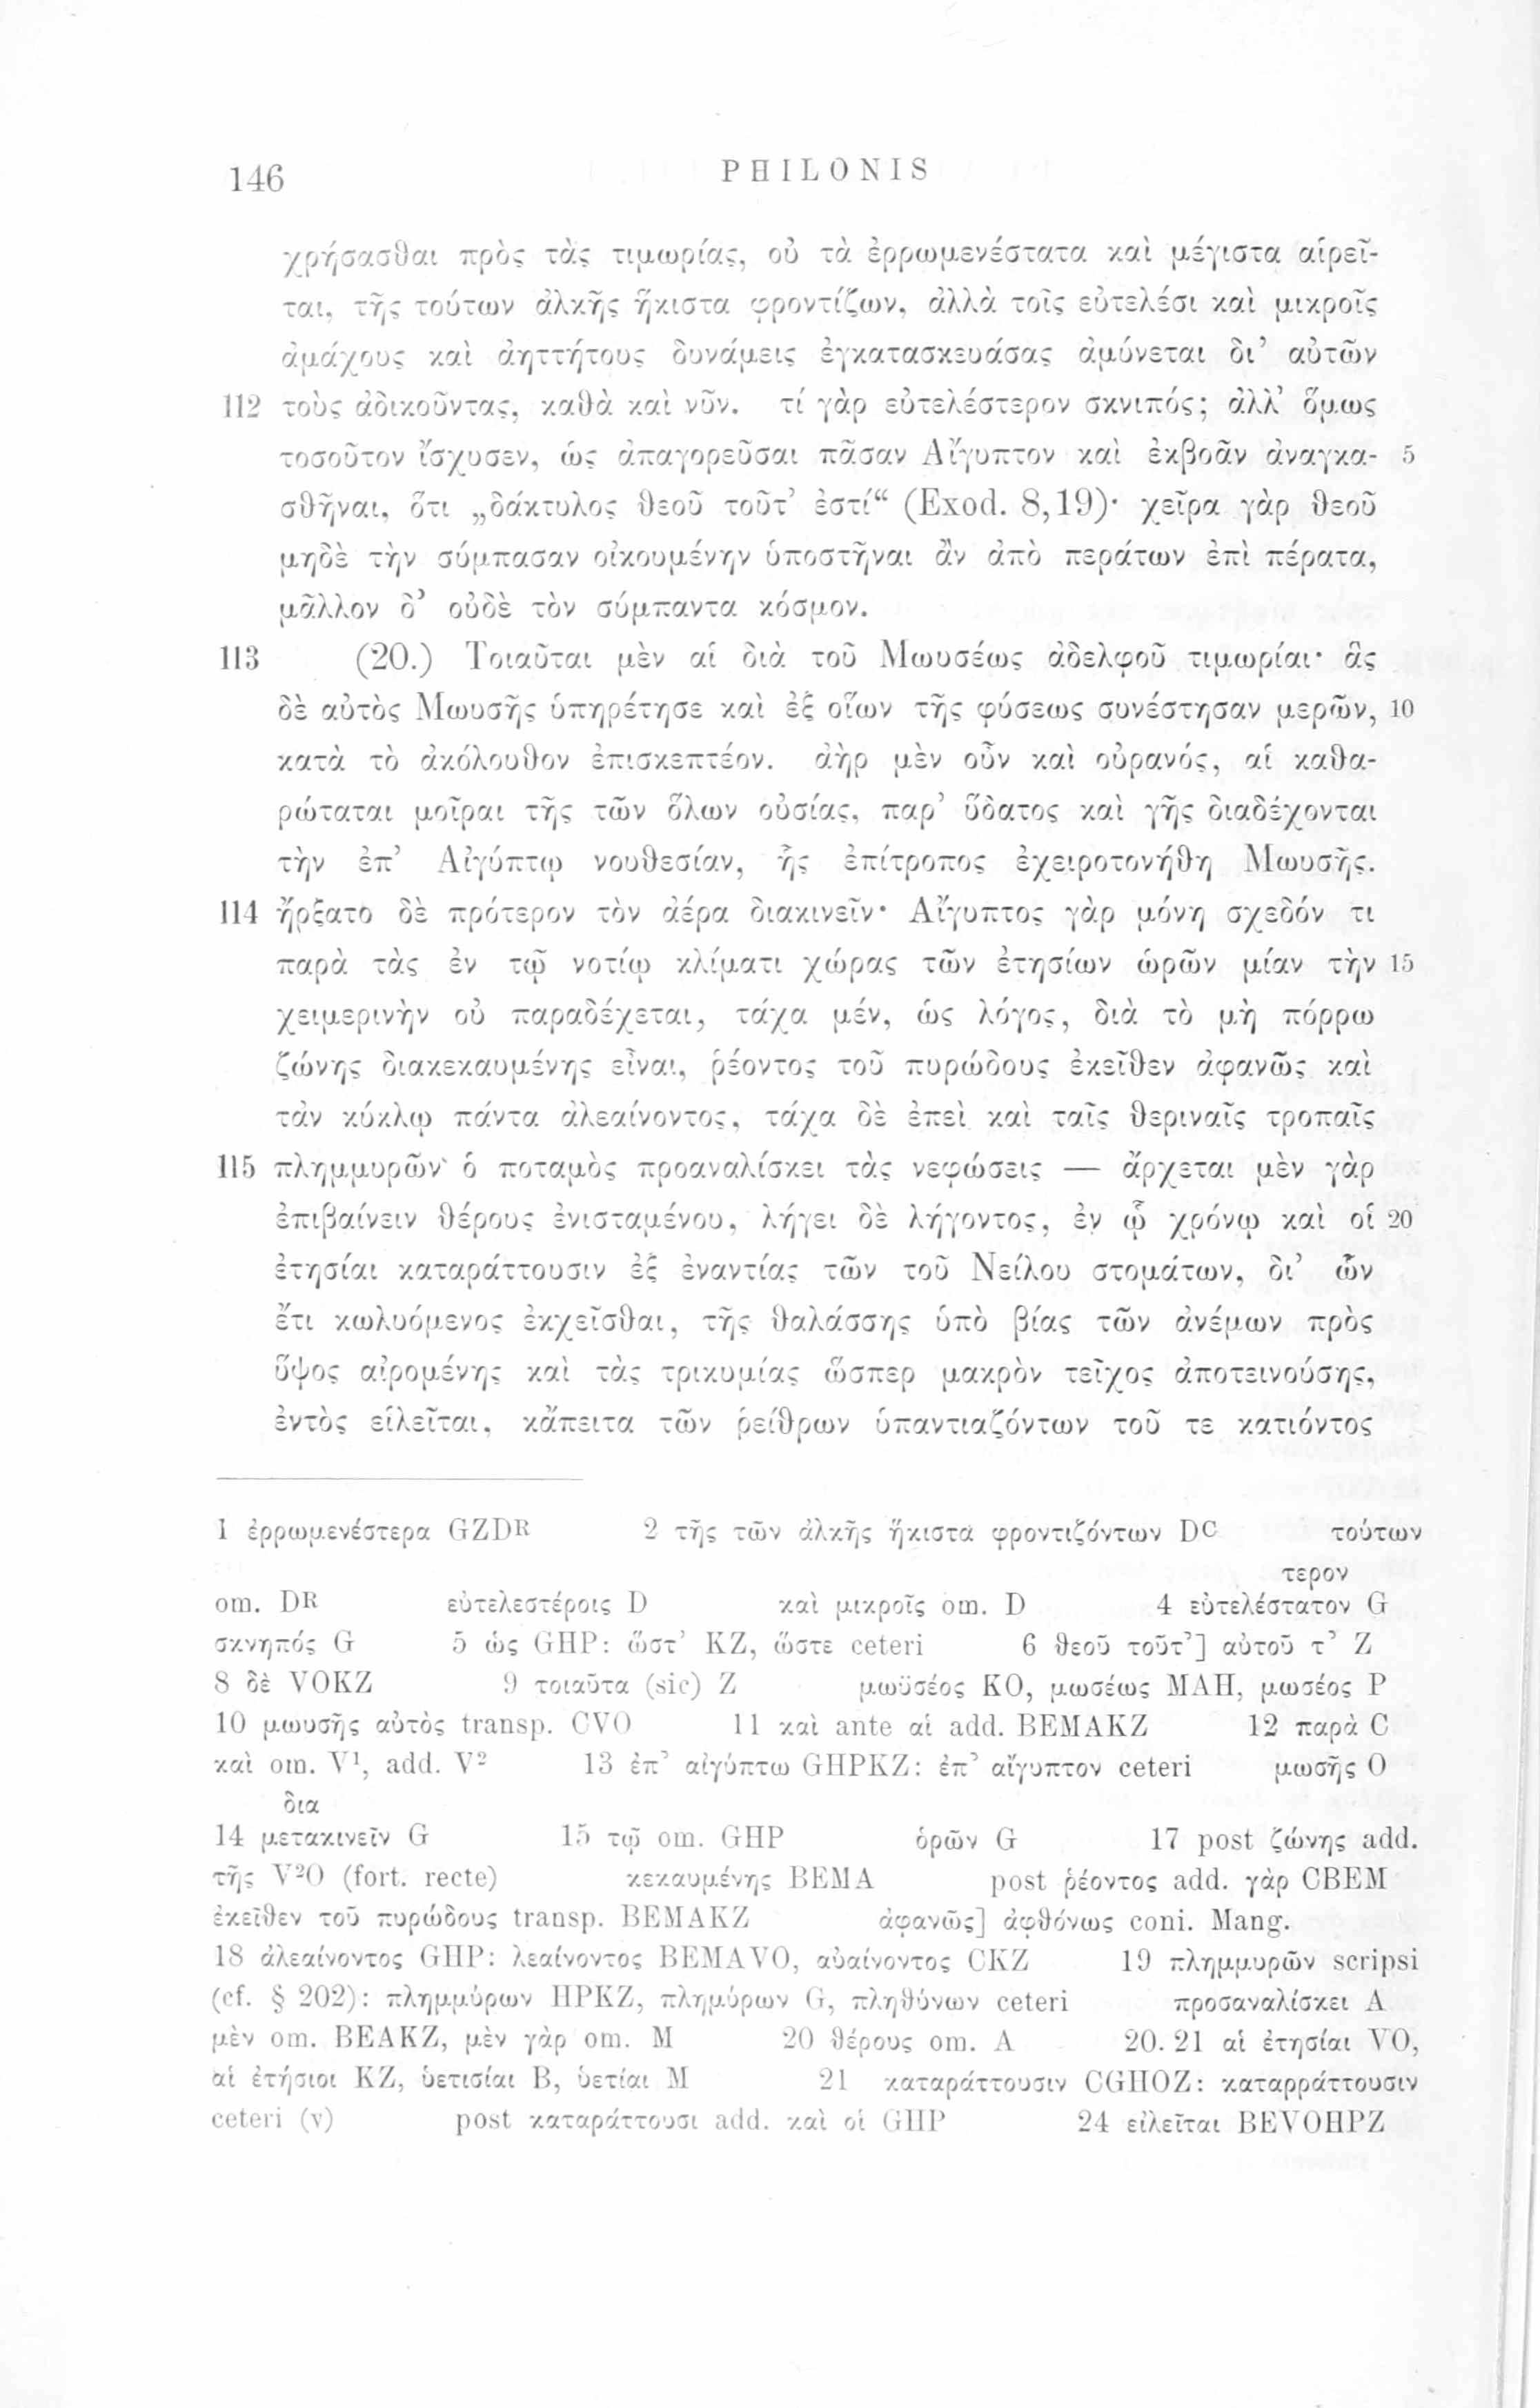 146 PHILONIS
χρήσασθαι πρὸς τὰς τιμωρίας, οὐ τὰ ἐρρωμενέστατα καὶ μέγιστα αἱρεῖ-
ται, τῆς τούτων ἀλκῆς ἥκιστα φροντίζων, ἀλλὰ τοῖς εὐτελέσι καὶ μικροῖς
ἀμάχους καὶ ἀηττήτους δυνάμεις ἐγκατασκευάσας ἀμύνεται δι᾽ αὐτῶν
112 τοὺς ἀδικοῦντας, καθὰ καὶ νῦν. τί γὰρ εὐτελέστερον σκνιπός; ἀλλ᾽ ὅμως
τοσοῦτον ἴσχυσεν, ὡς ἀπαγορεῦσαι πᾶσαν Αἴγυπτον καὶ ἐκβοᾶν ἀναγκα- 5
σθῆναι, ὅτι „δάκτυλος θεοῦ τοῦτ᾽ ἐστί“ (Exod. 8,19)· χεῖρα γὰρ θεοῦ
μηδὲ τὴν σύμπασαν οἰκουμένην ὑποστῆναι ἂν ἀπὸ περάτων ἐπὶ πέρατα,
μᾶλλον δ᾽ οὐδὲ τὸν σύμπαντα κόσμον.
113 (20.) Τοιαῦται μὲν αἱ διὰ τοῦ Μωυσέως ἀδελφοῦ τιμωρίαι· ἃς
δὲ αὐτὸς Μωυσῆς ὑπηρέτησε καὶ ἐξ οἵων τῆς φύσεως συνέστησαν μερῶν, 10
κατὰ τὸ ἀκόλουθον ἐπισκεπτέον. ἀὴρ μὲν οὖν καὶ οὐρανός, αἱ καθα-
ρώταται μοῖραι τῆς τῶν ὅλων οὐσίας, παρ᾽ ὕδατος καὶ γῆς διαδέχονται
τὴν ἐπ᾽ Αἰγύπτῳ νουθεσίαν, ἧς ἐπίτροπος ἐχειροτονήθη Μωυσῆς.
114 ἤρξατο δὲ πρότερον τὸν ἀέρα διακινεῖν· Αἴγυπτος γὰρ μόνη σχεδόν τι
παρὰ τὰς ἐν τῷ νοτίῳ κλίματι χώρας τῶν ἐτησίων ὡρῶν μίαν τὴν 15
χειμερινὴν οὐ παραδέχεται, τάχα μέν, ὡς λόγος, διὰ τὸ μὴ πόρρω
ζώνης διακεκαυμένης εἶναι, ῥέοντος τοῦ πυρώδους ἐκεῖθεν ἀφανῶς καὶ
τἀν κύκλῳ πάντα ἀλεαίνοντος, τάχα δὲ ἐπεὶ καὶ ταῖς θεριναῖς τροπαῖς
115 πλημμυρῶν ὁ ποταμὸς προαναλίσκει τὰς νεφώσεις — ἄρχεται μὲν γὰρ
ἐπιβαίνειν θέρους ἐνισταμένου, λήγει δὲ λήγοντος, ἐν ᾧ χρόνῳ καὶ οἱ 20
ἐτησίαι καταράττουσιν ἐξ ἐναντίας τῶν τοῦ Νείλου στομάτων, δι᾽ ὧν
ἔτι κωλυόμενος ἐκχεῖσθαι, τῆς θαλάσσης ὑπὸ βίας τῶν ἀνέμων πρὸς
ὕψος αἰρομένης καὶ τὰς τρικυμίας ὥσπερ μακρὸν τεῖχος ἀποτεινούσης,
ἐντὸς εἱλεῖται, κἄπειτα τῶν ῥείθρων ὑπαντιαζόντων τοῦ τε κατιόντος
1 ἐρρωμενέστερα GZDR 2 τῆς τῶν ἀλκῆς ἥκιστα φροντιζόντων DC τούτων
τερον
om. DR εὐτελεστέροις D καὶ μικροῖς om. D 4 εὐτελέστατον G
σκνηπός G 5 ὡς GHP: ὥστ᾽ KZ, ὥστε ceteri 6 θεοῦ τοῦτ᾽] αὐτοῦ τ᾽ Z
8 δὲ VOKZ 9 τοιαῦτα (sic) Z μωϋσέος KO, μωσέως MAH, μωσέος P
10 μωυσῆς αὐτὸς transp. CVO 11 καὶ ante αἱ add. BEMAKZ 12 παρὰ C
καὶ om. V¹, add. V² 13 ἐπ᾽ αἰγύπτω GHPKZ: ἐπ᾽ αἴγυπτον ceteri μωσῆς O
δια
14 μετακινεῖν G 15 τῷ om. GHP ὁρῶν G 17 post ζώνης add.
τῆς V²O (fort. recte) κεκαυμένης BEMA post ῥέοντος add. γὰρ CBEM
ἐκεῖθεν τοῦ πυρώδους transp. BEMAKZ ἀφανῶς] ἀφθόνως coni. Mang.
18 ἀλεαίνοντος GHP: λεαίνοντος BEMAVO, αὐαίνοντος CKZ 19 πλημμυρῶν scripsi
(cf. § 202): πλημμύρων HPKZ, πλημύρων G, πληθύνων ceteri προσαναλίσκει A
μὲν om. BEAKZ, μὲν γὰρ om. M 20 θέρους om. A 20. 21 αἱ ἐτησίαι VO,
αἱ ἐτήσιοι KZ, ὑετισίαι B, ὑετίαι M 21 καταράττουσιν CGHOZ: καταρράττουσιν
ceteri (v) post καταράττουσι add. καὶ οἱ GHP 24 εἰλεῖται BEVOHPZ